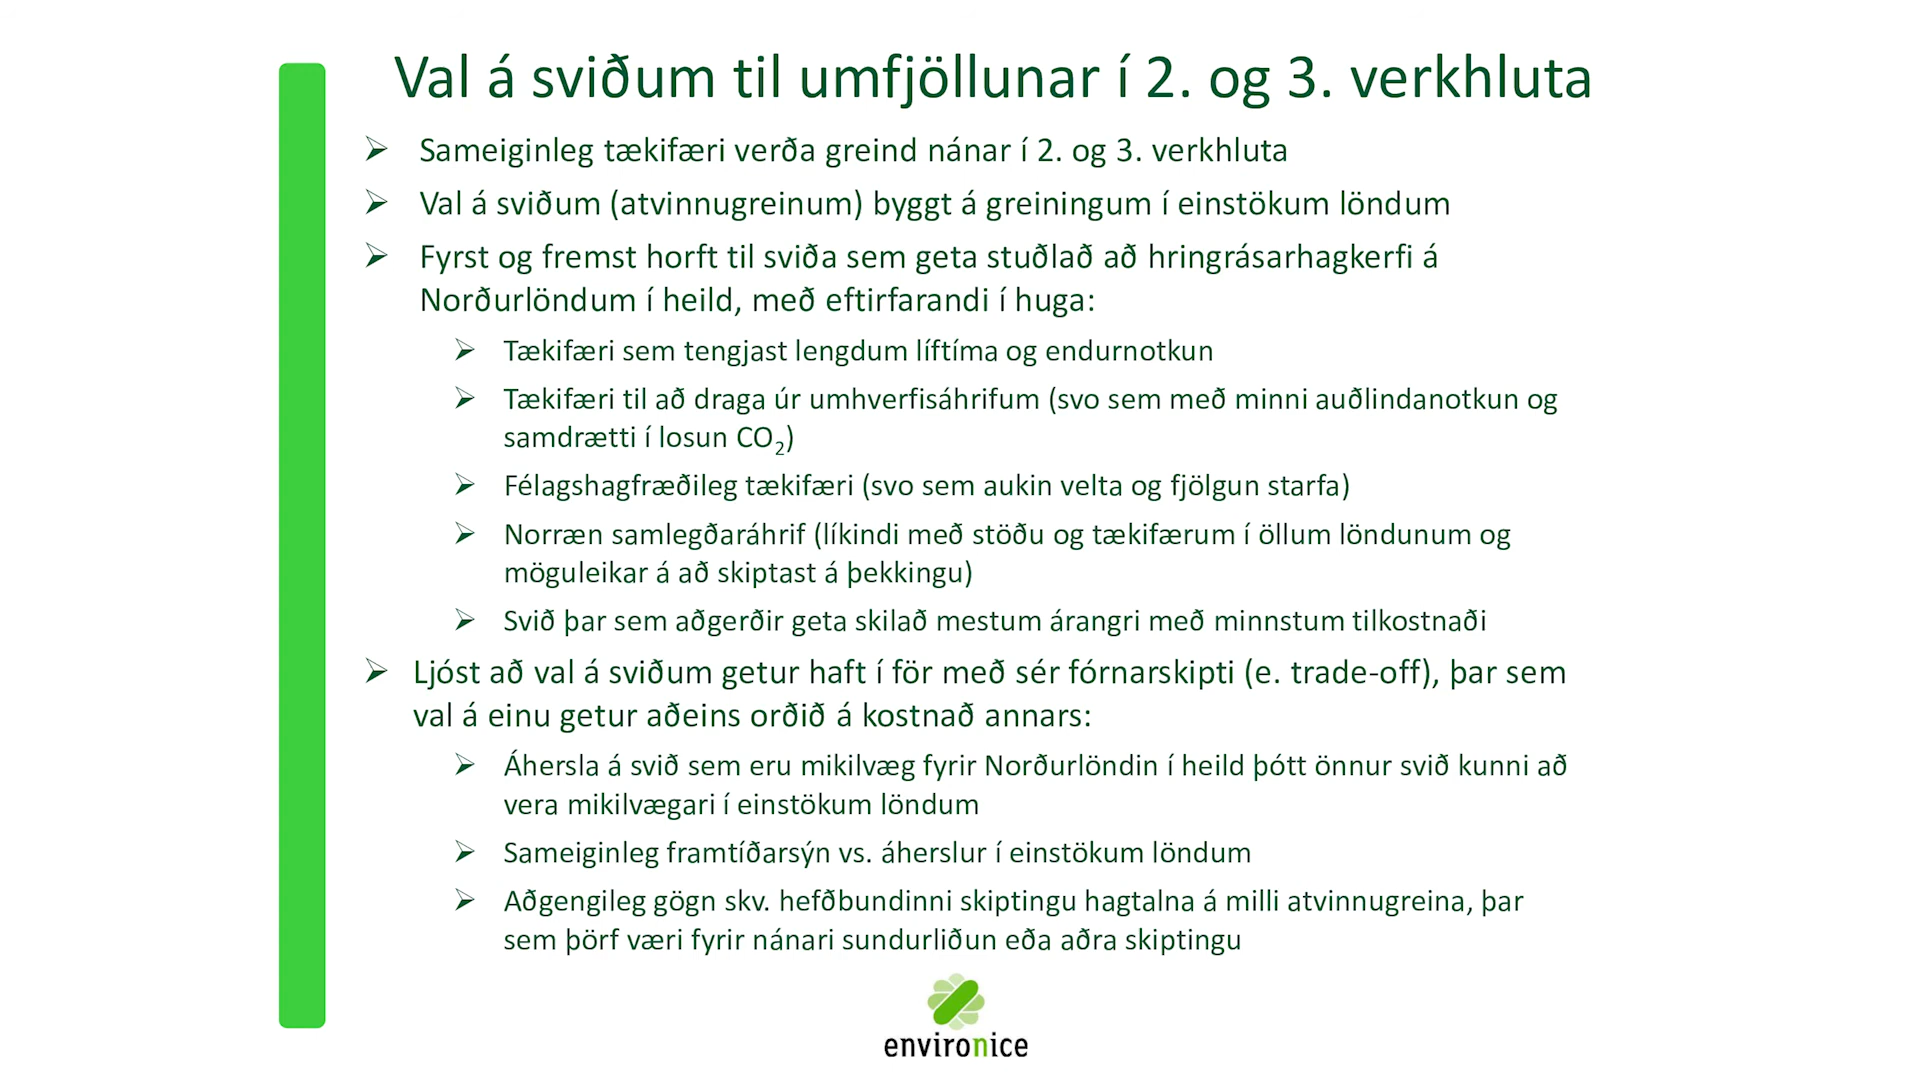 Val á sviðum til umfjöllunar í 2. og 3. verkhluta
Sameiginleg tækifæri verða greind nánar í 2. og 3. verkhluta
Val á sviðum (atvinnugreinum) byggt á greiningum í einstökum löndum
Fyrst og fremst horft til sviða sem geta stuðlað að hringrásarhagkerfi á
Norðurlöndum í heild, með eftirfarandi í huga:
Tækifæri sem tengjast lengdum líftíma og endurnotkun
Tækifæri til að draga úr umhverfisáhrifum (svo sem með minni auðlindanotkun og
samdrætti í losun CO₂)
Félagshagfræðileg tækifæri (svo sem aukin velta og fjölgun starfa)
Norræn samlegðaráhrif (líkindi með stöðu og tækifærum í öllum löndunum og
möguleikar á að skiptast á þekkingu)
Svið þar sem aðgerðir geta skilað mestum árangri með minnstum tilkostnaði
Ljóst að val á sviðum getur haft í för með sér fórnarskipti (e. trade-off), þar sem
val á einu getur aðeins orðið á kostnað annars:
Áhersla á svið sem eru mikilvæg fyrir Norðurlöndin í heild þótt önnur svið kunni að
vera mikilvægari í einstökum löndum
Sameiginleg framtíðarsýn vs. áherslur í einstökum löndum
Aðgengileg gögn skv. hefðbundinni skiptingu hagtalna á milli atvinnugreina, þar
sem þörf væri fyrir nánari sundurliðun eða aðra skiptingu
environice